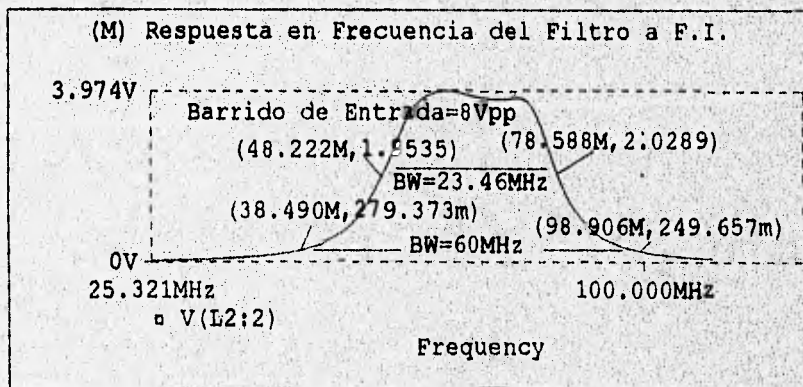 (M) Respuesta en Frecuencia del Filtro a F.I.
3.974V
Barrido de Entrada=8Vpp
(48.222M,1.9535) (78.588M,2.0289)
BW=23.46MHz
(38.490M,279.373m) (98.906M,249.657m)
BW=60MHz
0V
25.321MHz 100.000MHz
V(L2:2)
Frequency